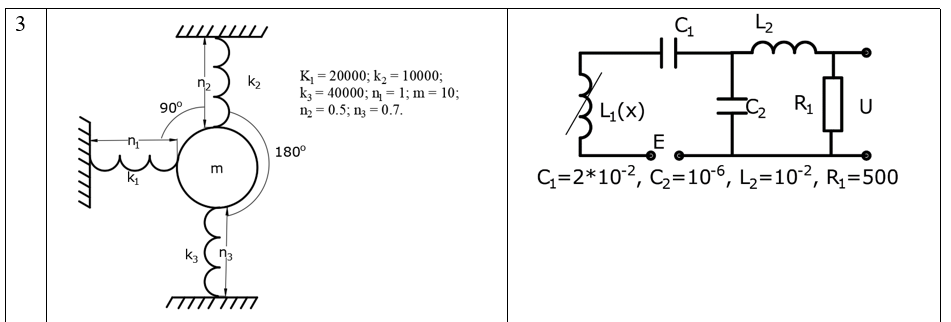 3
n₂
k₂
K₁ = 20000; k₂ = 10000;
k₃ = 40000; n₁ = 1; m = 10;
n₂ = 0.5; n₃ = 0.7.
90⁰
n₁
k₁
m
180⁰
k₃
n₃
C₁
L₂
L₁(x)
C₂
R₁
U
E
C₁=2*10⁻², C₂=10⁻⁶, L₂=10⁻², R₁=500